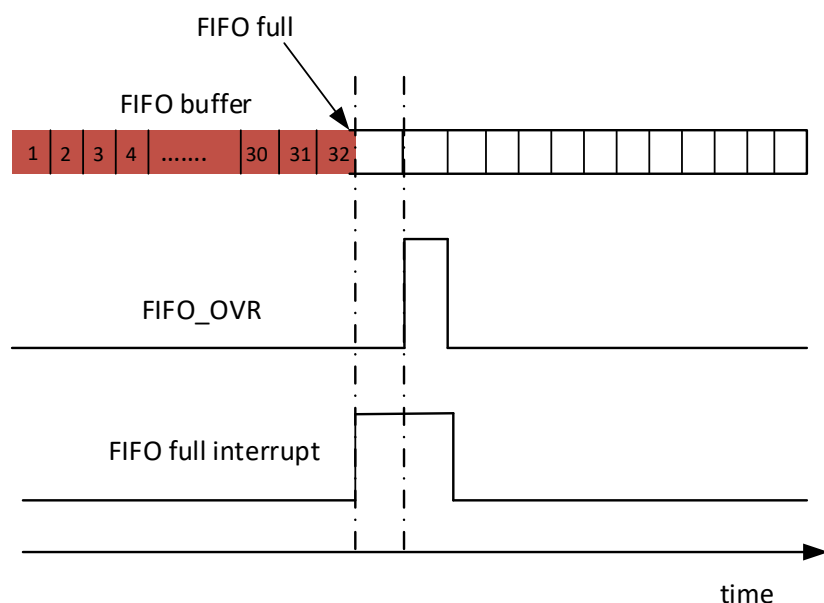 FIFO full
FIFO buffer
1 2 3 4 ....... 30 31 32
FIFO_OVR
FIFO full interrupt
time